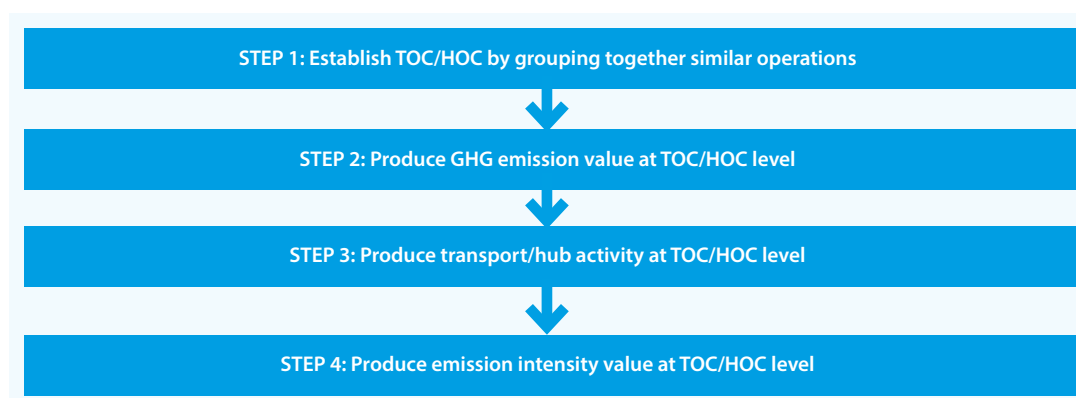 STEP 1: Establish TOC/HOC by grouping together similar operations
STEP 2: Produce GHG emission value at TOC/HOC level
STEP 3: Produce transport/hub activity at TOC/HOC level
STEP 4: Produce emission intensity value at TOC/HOC level